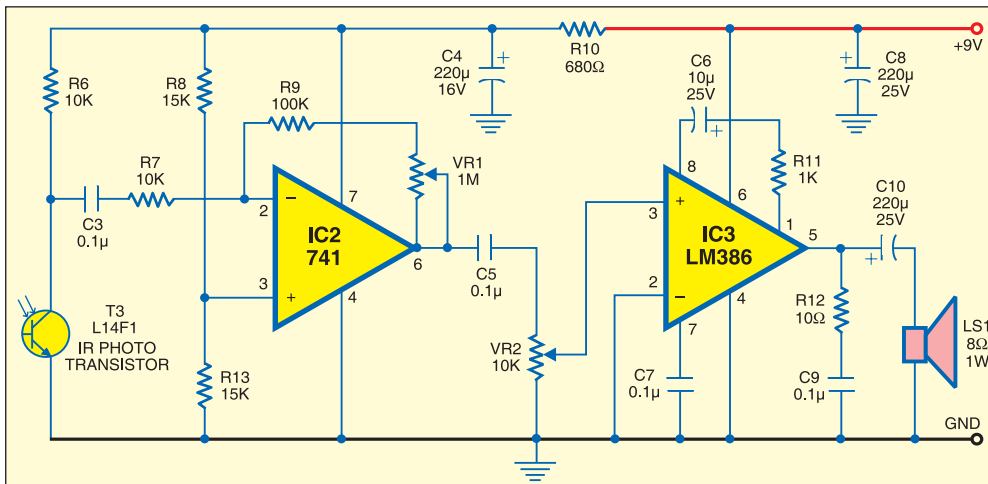 R6
10K
R8
15K
R9
100K
C4
220µ
16V
R10
680Ω
C6
10µ
25V
C8
220µ
25V
+9V
R7
10K
C3
0.1µ
VR1
1M
R11
1K
C10
220µ
25V
2
7
3
4
6
IC2
741
C5
0.1µ
8
6
3
1
5
2
4
7
IC3
LM386
T3
L14F1
IR PHOTO
TRANSISTOR
R13
15K
VR2
10K
C7
0.1µ
R12
10Ω
C9
0.1µ
LS1
8Ω
1W
GND
+
+
+
+
−
+
+
−